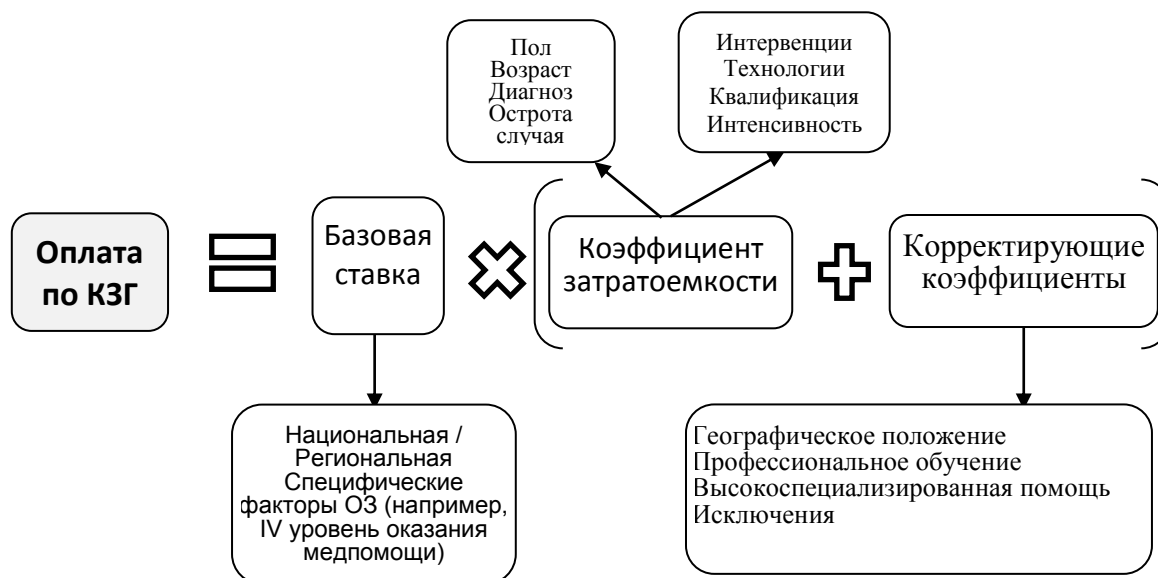 Пол
Возраст
Диагноз
Острота
случая
Интервенции
Технологии
Квалификация
Интенсивность
Оплата
по КЗГ
Базовая
ставка
Коэффициент
затратоемкости
Корректирующие
коэффициенты
Национальная /
Региональная
Специфические
факторы ОЗ (например,
IV уровень оказания
медпомощи)
Географическое положение
Профессиональное обучение
Высокоспециализированная помощь
Исключения